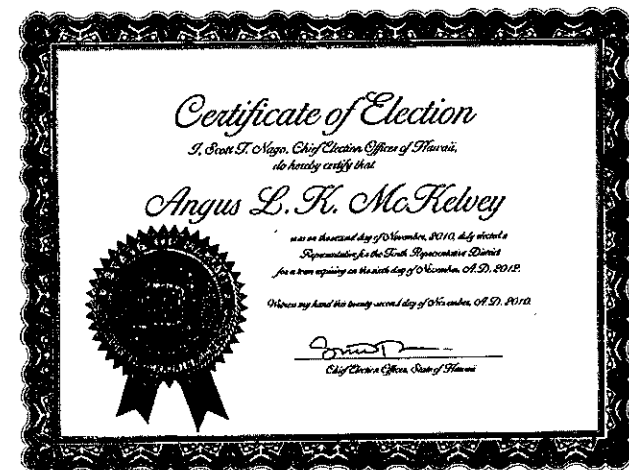 Certificate of Election
I, Scott T. Nago, Chief Election Officer of Hawaii,
do hereby certify that
Angus L. K. McKelvey
was on the second day of November, 2010, duly elected a
Representative for the Tenth Representative District
for a term expiring on the sixth day of November, A.D. 2012.
Witness my hand this twenty second day of November, A.D. 2010.
Chief Election Officer, State of Hawaii